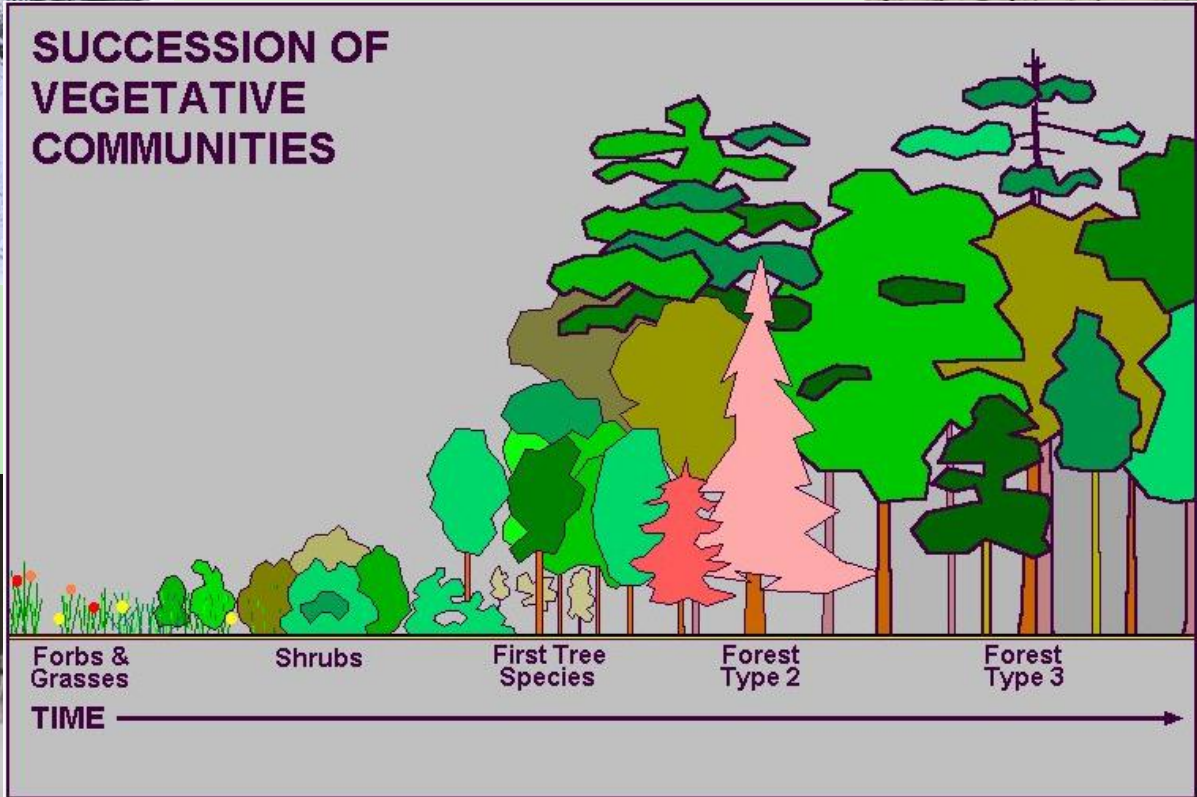 SUCCESSION OF
VEGETATIVE
COMMUNITIES
Forbs &
Grasses
Shrubs
First Tree
Species
Forest
Type 2
Forest
Type 3
TIME